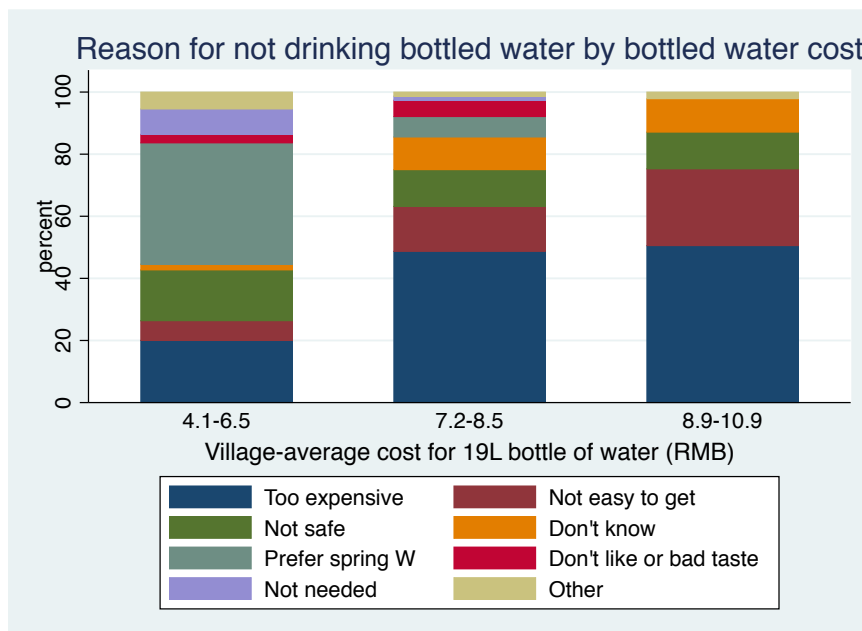 Reason for not drinking bottled water by bottled water cost
percent
100
80
60
40
20
0
4.1-6.5 7.2-8.5 8.9-10.9
Village-average cost for 19L bottle of water (RMB)
Too expensive Not easy to get
Not safe Don't know
Prefer spring W Don't like or bad taste
Not needed Other